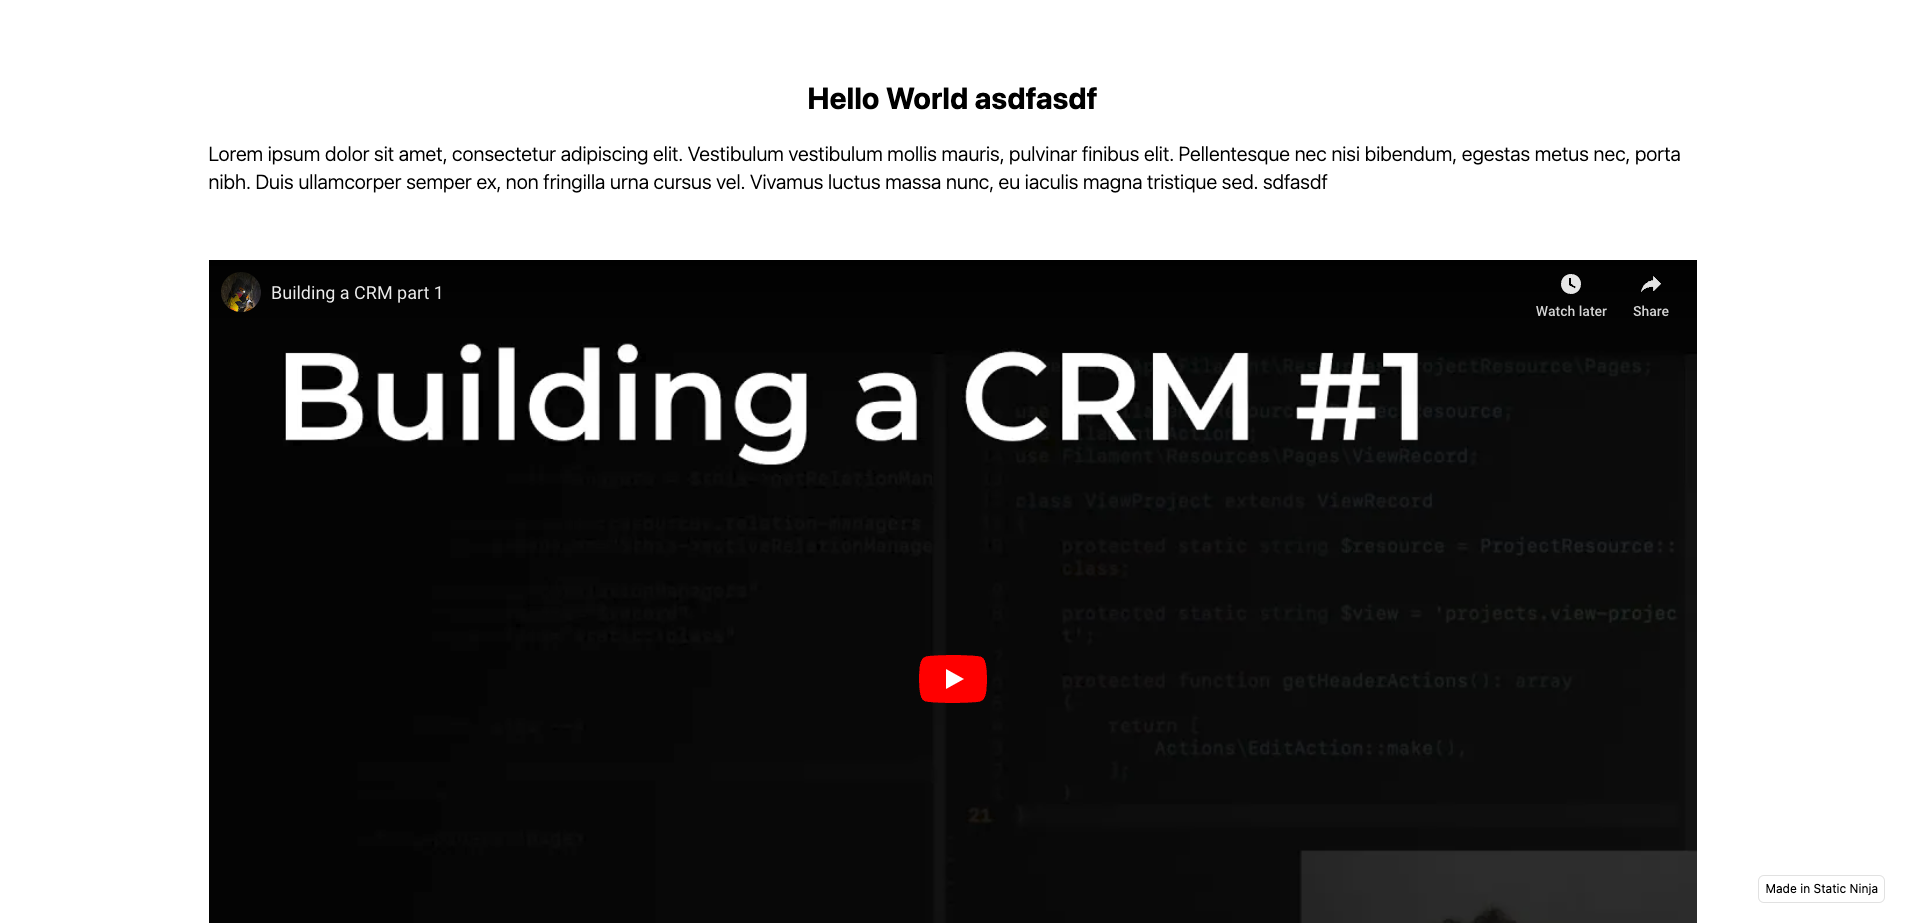 Hello World asdfasdf
Lorem ipsum dolor sit amet, consectetur adipiscing elit. Vestibulum vestibulum mollis mauris, pulvinar finibus elit. Pellentesque nec nisi bibendum, egestas metus nec, porta
nibh. Duis ullamcorper semper ex, non fringilla urna cursus vel. Vivamus luctus massa nunc, eu iaculis magna tristique sed. sdfasdf
Building a CRM part 1
Watch later
Share
Building a CRM #1
use Filament\Resources\Pages\ViewRecord;
class ViewProject extends ViewRecord
{
protected static string $resource = ProjectResource::
class;
protected static string $view = 'projects.view-projec
t';
protected function getHeaderActions(): array
{
return [
Actions\EditAction::make(),
];
}
21 }
Made in Static Ninja